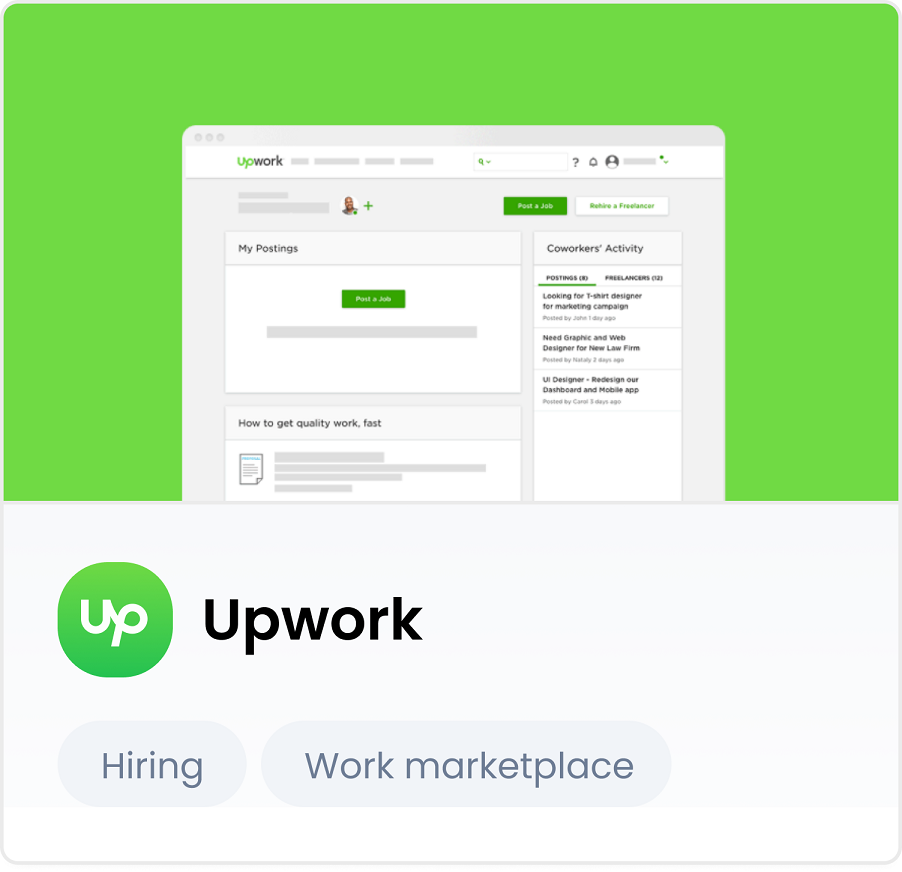 Upwork
?
Post a Job
Rehire a Freelancer
My Postings
Post a Job
How to get quality work, fast
Coworkers' Activity
POSTINGS (8) FREELANCERS (12)
Looking for T-shirt designer
for marketing campaign
Posted by John 1 day ago
Need Graphic and Web
Designer for New Law Firm
Posted by Nataly 2 days ago
UI Designer - Redesign our
Dashboard and Mobile app
Posted by Carol 3 days ago
up
Upwork
Hiring
Work marketplace